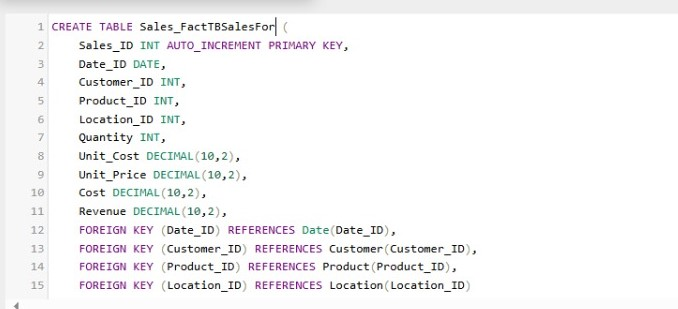 1 CREATE TABLE Sales_FactTBSalesFor (
2 Sales_ID INT AUTO_INCREMENT PRIMARY KEY,
3 Date_ID DATE,
4 Customer_ID INT,
5 Product_ID INT,
6 Location_ID INT,
7 Quantity INT,
8 Unit_Cost DECIMAL(10,2),
9 Unit_Price DECIMAL(10,2),
10 Cost DECIMAL(10,2),
11 Revenue DECIMAL(10,2),
12 FOREIGN KEY (Date_ID) REFERENCES Date(Date_ID),
13 FOREIGN KEY (Customer_ID) REFERENCES Customer(Customer_ID),
14 FOREIGN KEY (Product_ID) REFERENCES Product(Product_ID),
15 FOREIGN KEY (Location_ID) REFERENCES Location(Location_ID)